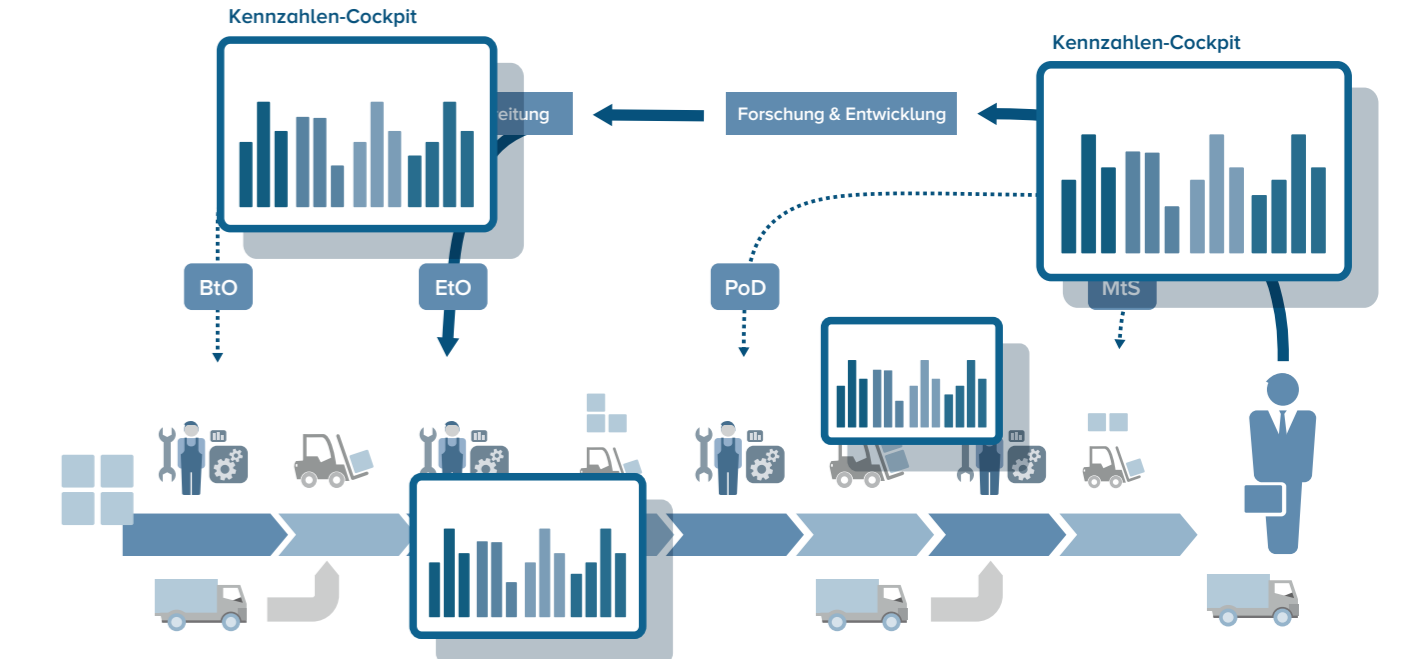 Kennzahlen-Cockpit
Kennzahlen-Cockpit
Forschung & Entwicklung
BtO
EtO
PoD
MtS